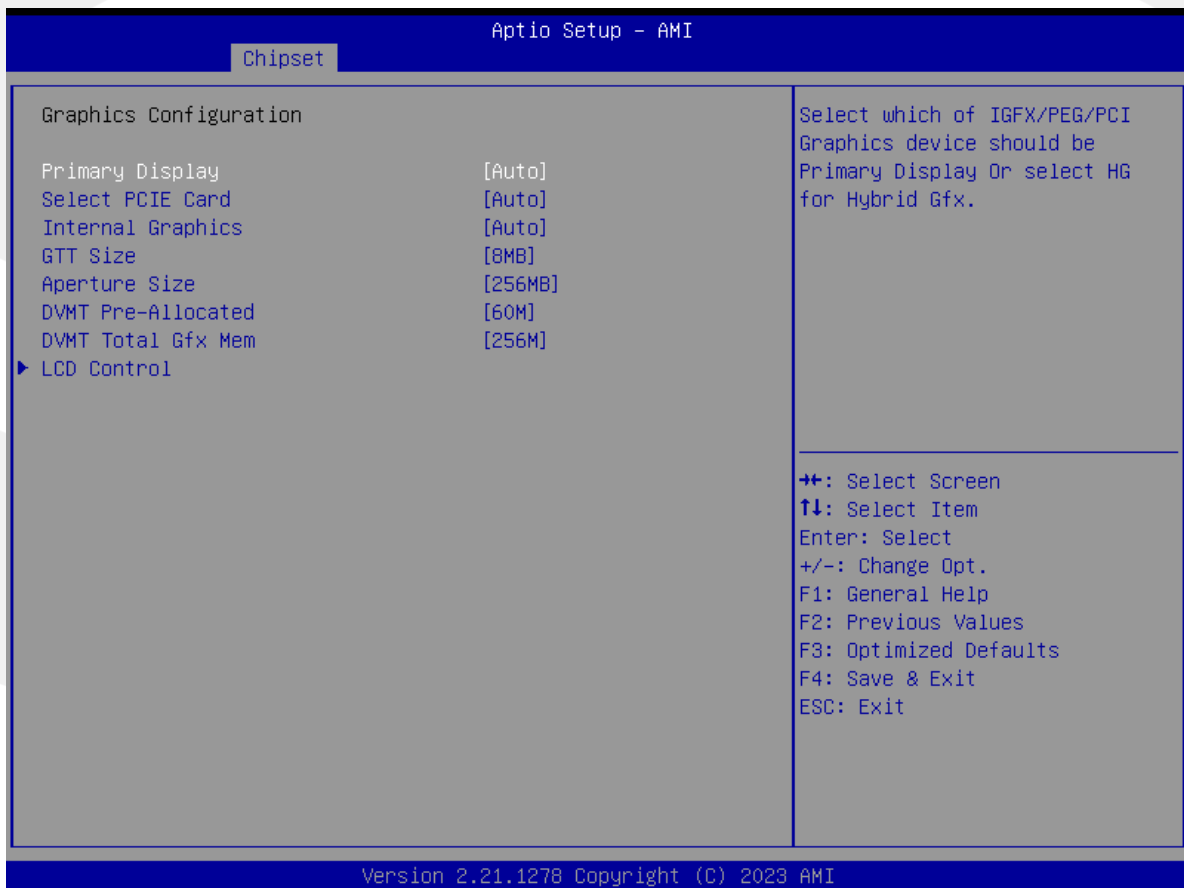 Aptio Setup – AMI
Chipset
Graphics Configuration
Primary Display [Auto]
Select PCIE Card [Auto]
Internal Graphics [Auto]
GTT Size [8MB]
Aperture Size [256MB]
DVMT Pre-Allocated [60M]
DVMT Total Gfx Mem [256M]
LCD Control
Select which of IGFX/PEG/PCI
Graphics device should be
Primary Display Or select HG
for Hybrid Gfx.
→←: Select Screen
↑↓: Select Item
Enter: Select
+/-: Change Opt.
F1: General Help
F2: Previous Values
F3: Optimized Defaults
F4: Save & Exit
ESC: Exit
Version 2.21.1278 Copyright (C) 2023 AMI